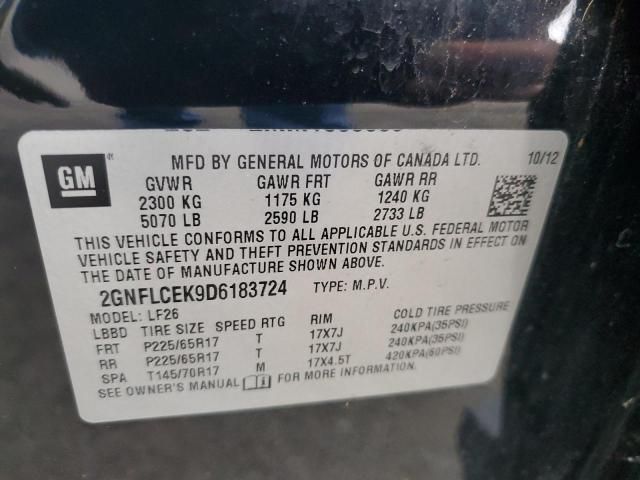 GM
MFD BY GENERAL MOTORS OF CANADA LTD. 10/12
GVWR GAWR FRT GAWR RR
2300 KG 1175 KG 1240 KG
5070 LB 2590 LB 2733 LB
THIS VEHICLE CONFORMS TO ALL APPLICABLE U.S. FEDERAL MOTOR
VEHICLE SAFETY AND THEFT PREVENTION STANDARDS IN EFFECT ON
THE DATE OF MANUFACTURE SHOWN ABOVE.
2GNFLCEK9D6183724 TYPE: M.P.V.
MODEL: LF26
LBBD TIRE SIZE SPEED RTG RIM COLD TIRE PRESSURE
FRT P225/65R17 T 17X7J 240KPA(35PSI)
RR P225/65R17 T 17X7J 240KPA(35PSI)
SPA T145/70R17 M 17X4.5T 420KPA(60PSI)
SEE OWNER'S MANUAL FOR MORE INFORMATION.